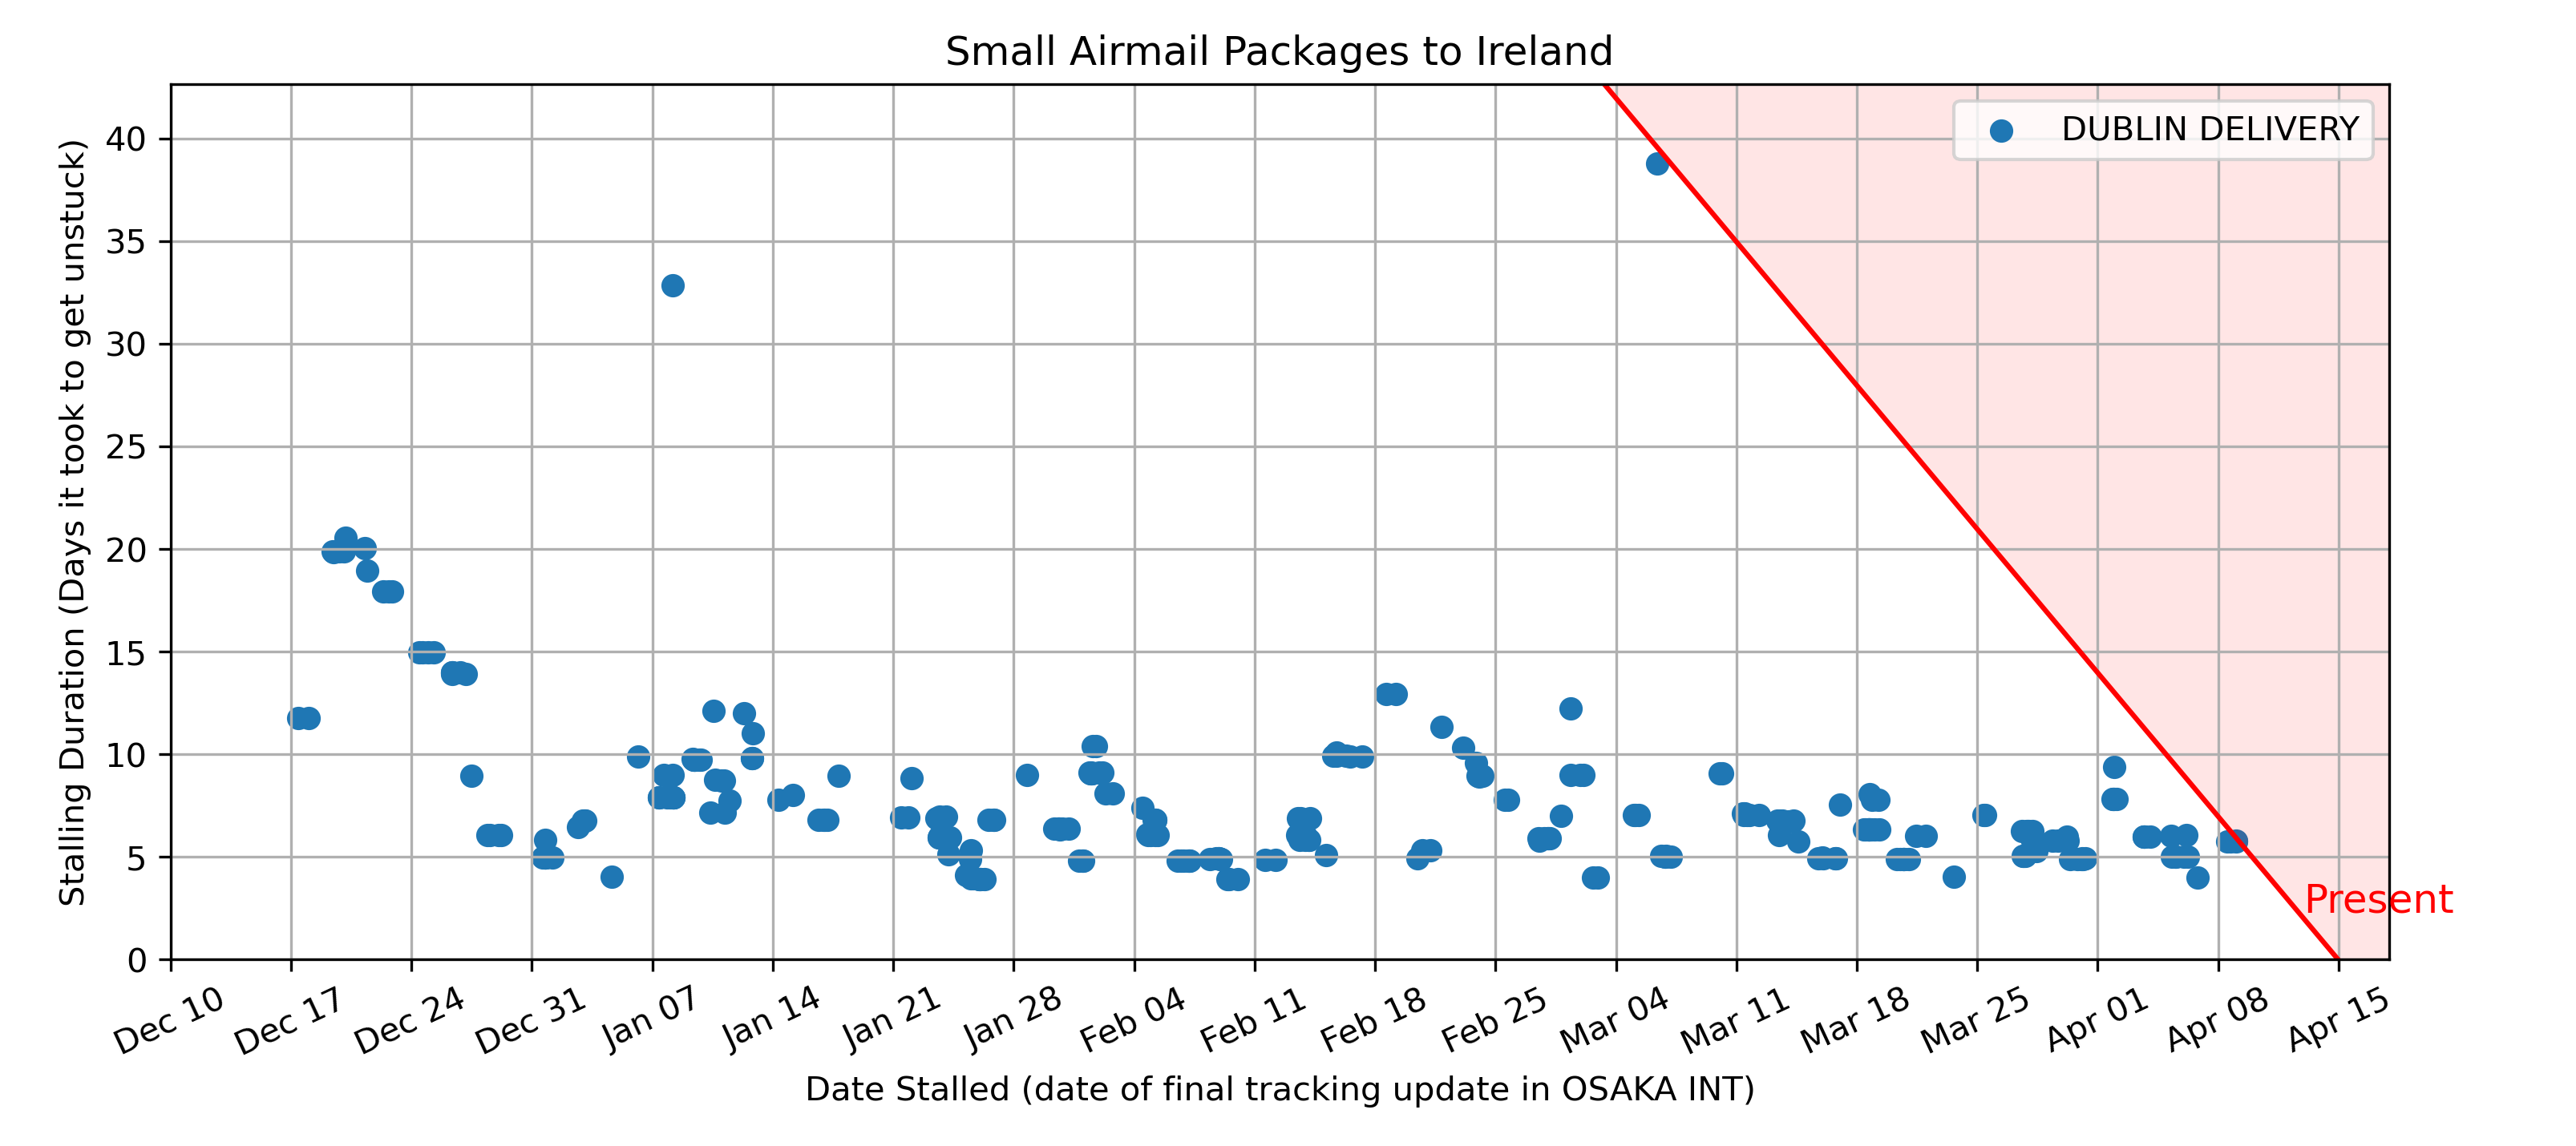 Small Airmail Packages to Ireland
DUBLIN DELIVERY
Stalling Duration (Days it took to get unstuck)
40
35
30
25
20
15
10
5
0
Present
Dec 10 Dec 17 Dec 24 Dec 31 Jan 07 Jan 14 Jan 21 Jan 28 Feb 04 Feb 11 Feb 18 Feb 25 Mar 04 Mar 11 Mar 18 Mar 25 Apr 01 Apr 08 Apr 15
Date Stalled (date of final tracking update in OSAKA INT)